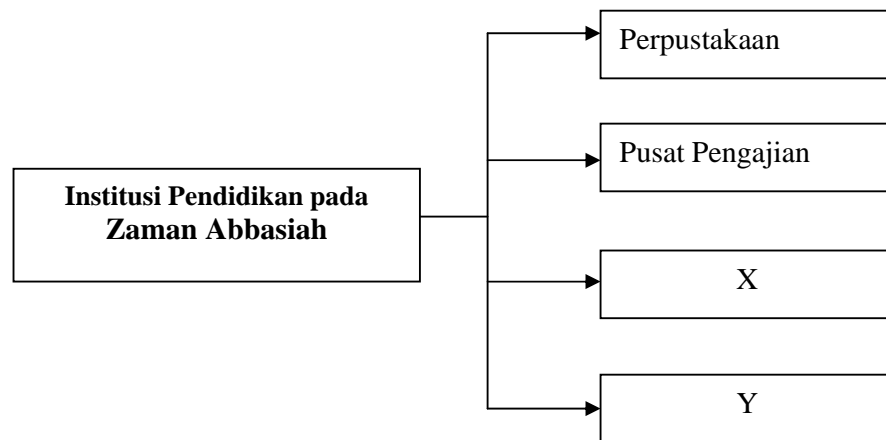 Perpustakaan
Pusat Pengajian
Institusi Pendidikan pada
Zaman Abbasiah
X
Y